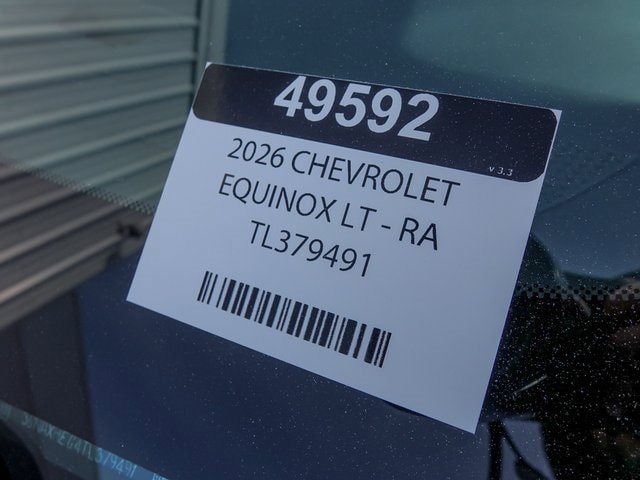 49592
v 3.3
2026 CHEVROLET
EQUINOX LT - RA
TL379491